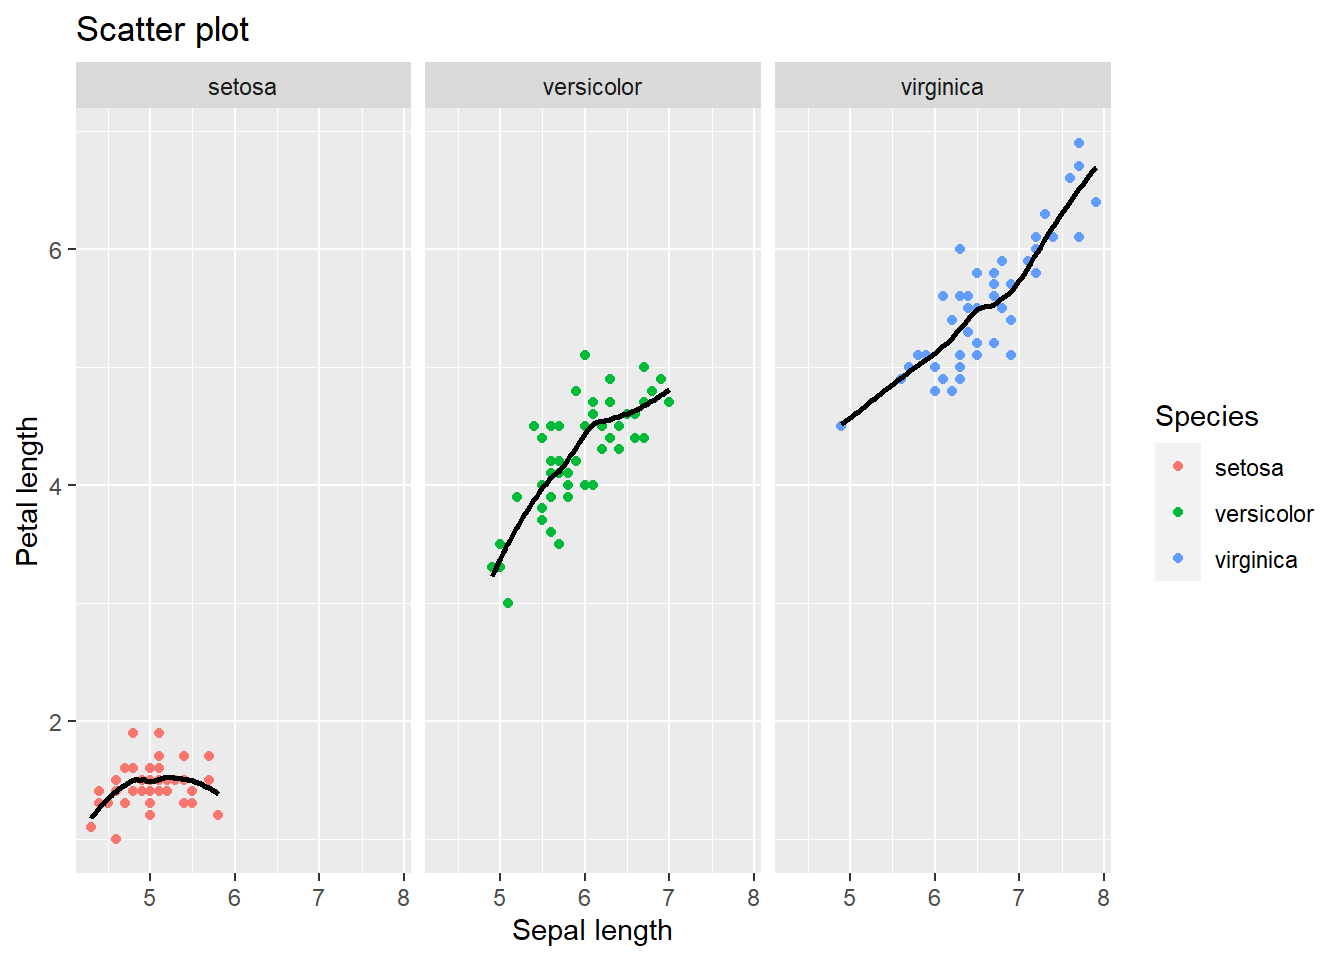 Scatter plot
setosa versicolor virginica
6
4
2
Petal length
5 6 7 8 5 6 7 8 5 6 7 8
Sepal length
Species
setosa
versicolor
virginica